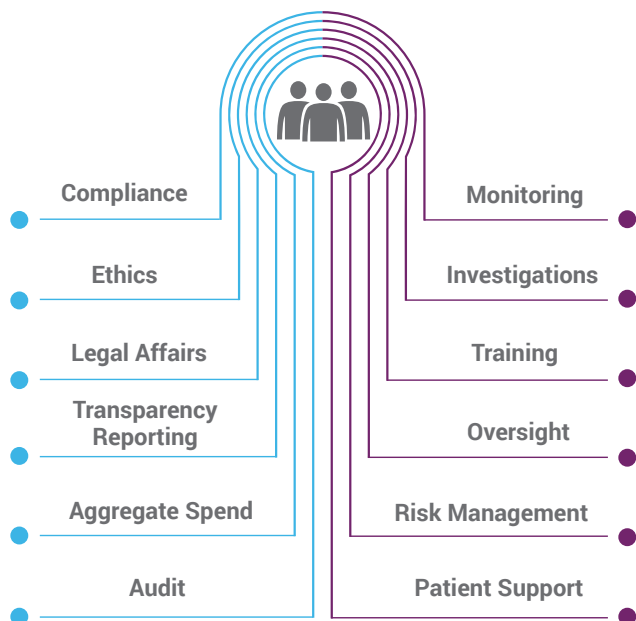 Compliance
Ethics
Legal Affairs
Transparency
Reporting
Aggregate Spend
Audit
Monitoring
Investigations
Training
Oversight
Risk Management
Patient Support